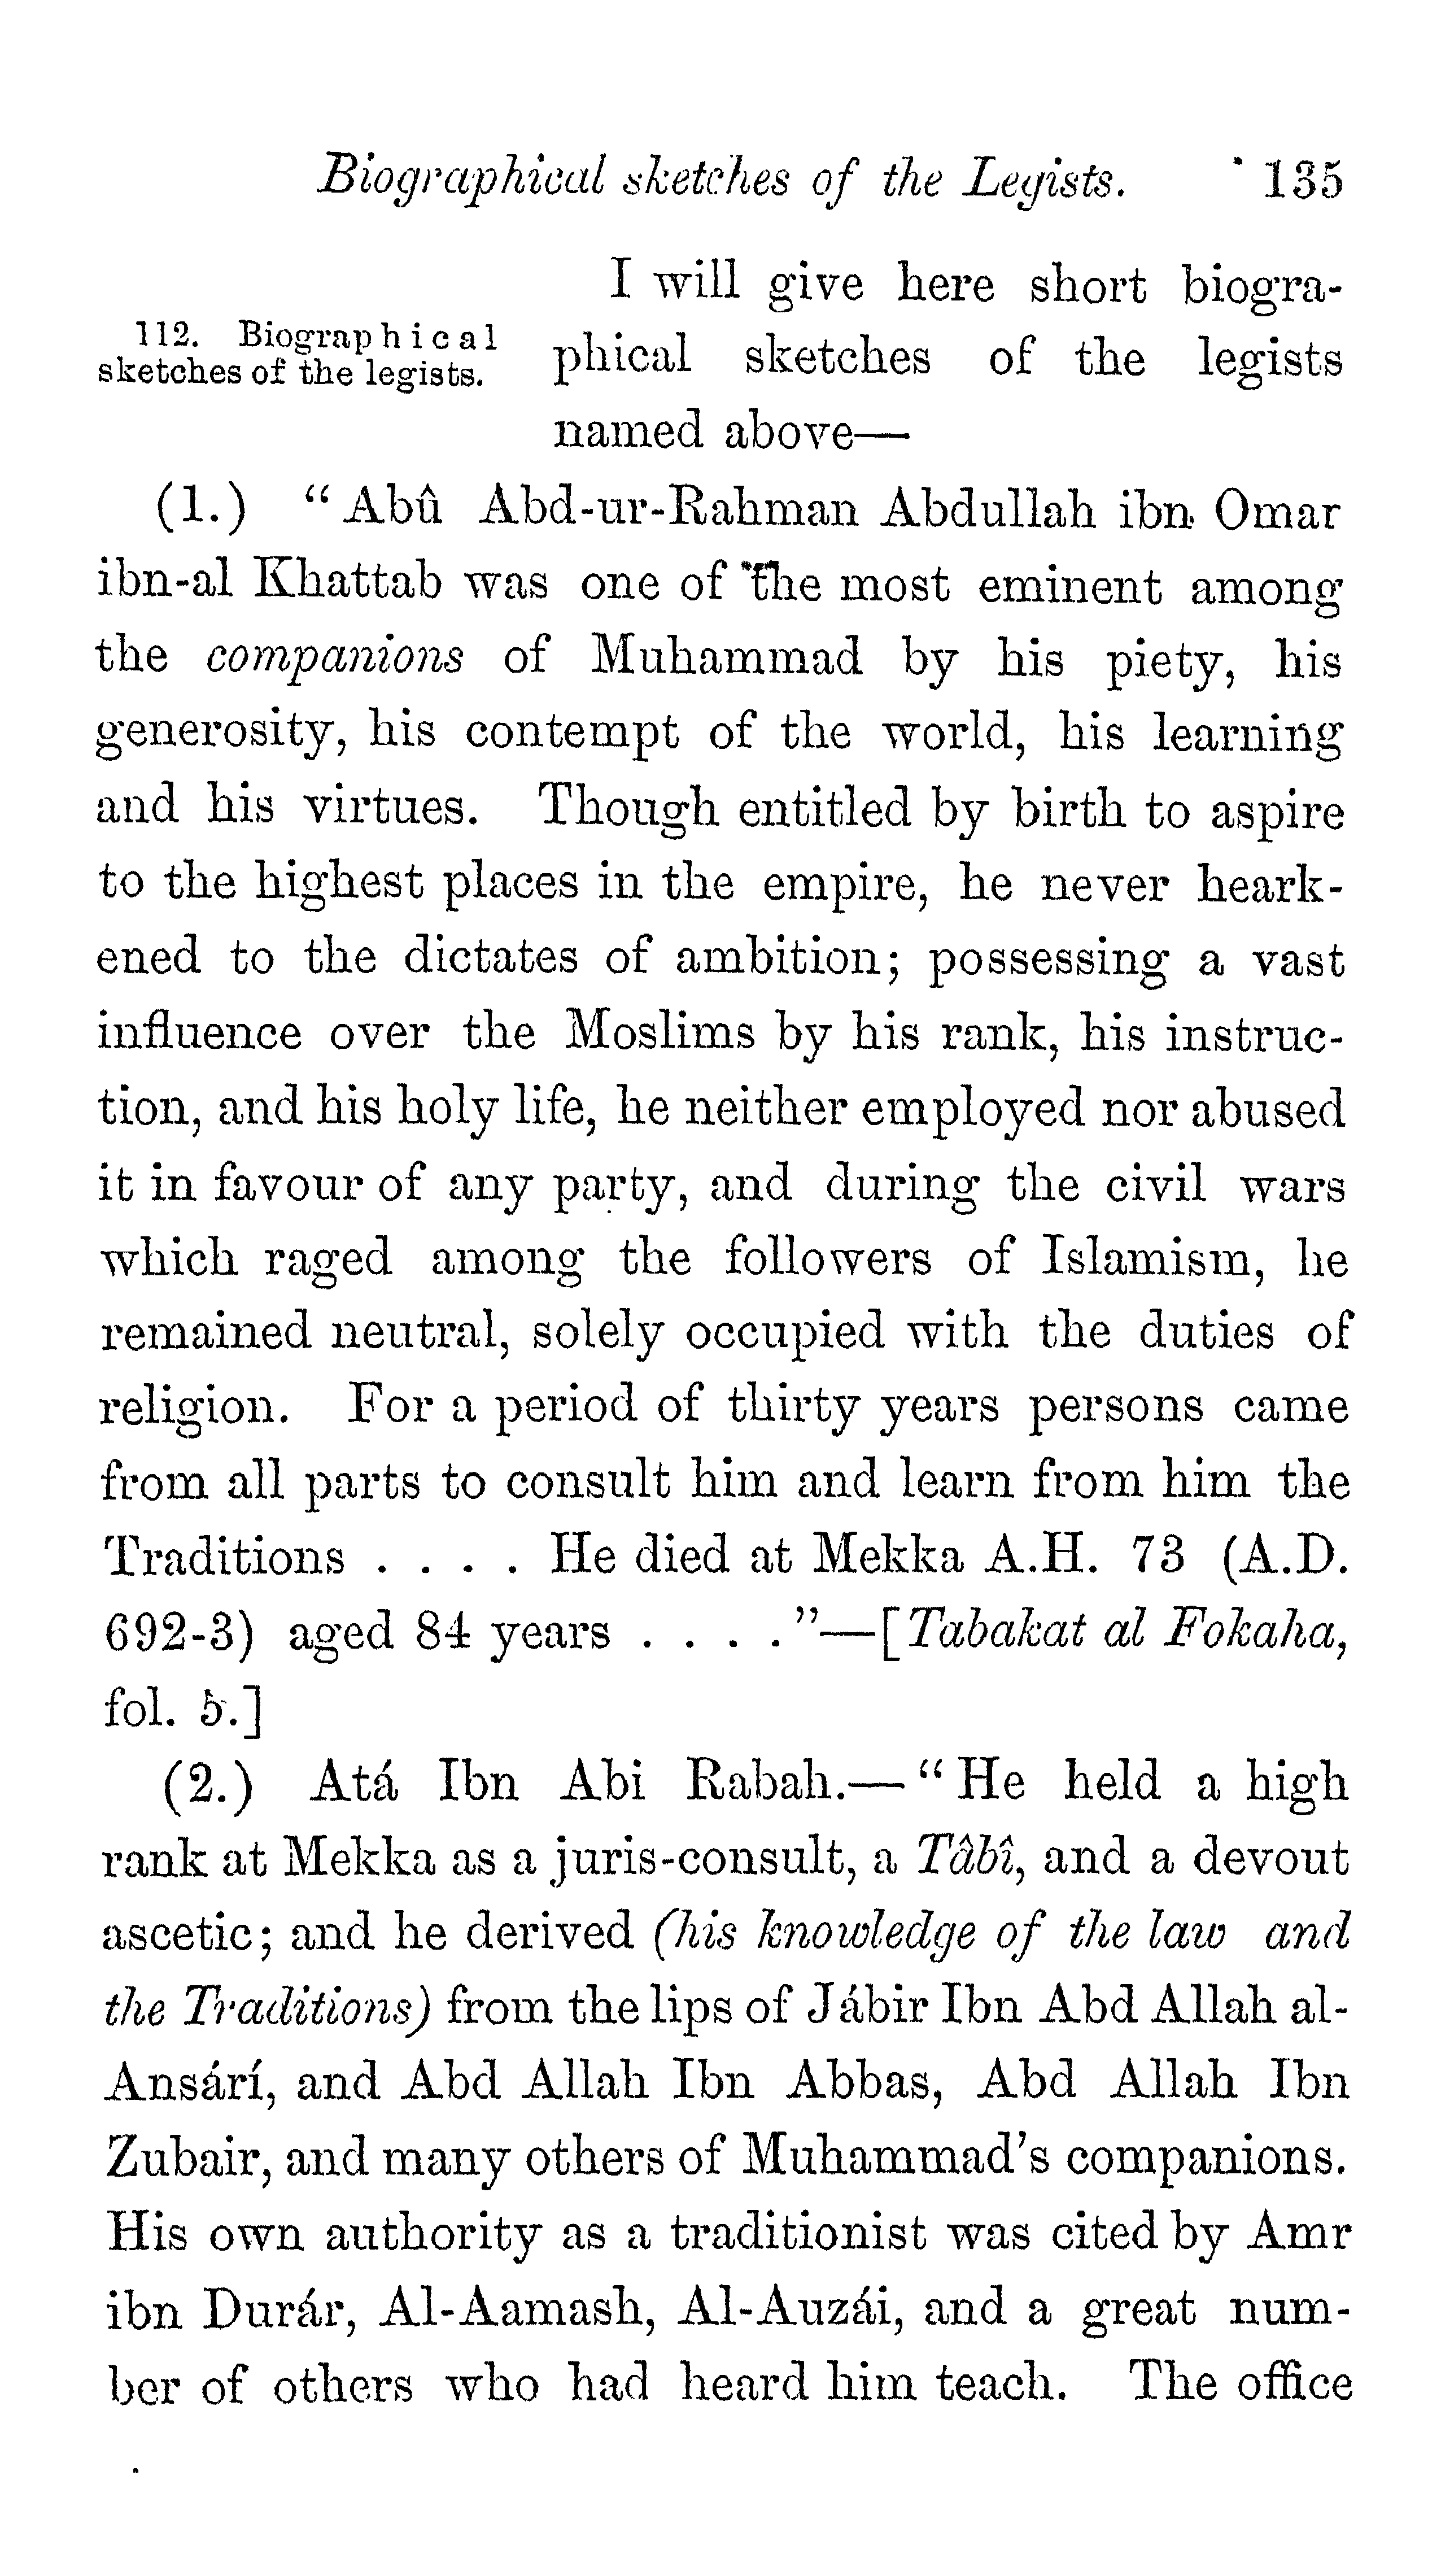 Biographical sketches of the Legists. 135
I will give here short biogra-
112. Biographical
sketches of the legists.
phical sketches of the legists
named above—
(1.) “Abû Abd-ur-Rahman Abdullah ibn Omar
ibn-al Khattab was one of the most eminent among
the companions of Muhammad by his piety, his
generosity, his contempt of the world, his learning
and his virtues. Though entitled by birth to aspire
to the highest places in the empire, he never heark-
ened to the dictates of ambition; possessing a vast
influence over the Moslims by his rank, his instruc-
tion, and his holy life, he neither employed nor abused
it in favour of any party, and during the civil wars
which raged among the followers of Islamism, he
remained neutral, solely occupied with the duties of
religion. For a period of thirty years persons came
from all parts to consult him and learn from him the
Traditions . . . . He died at Mekka A.H. 73 (A.D.
692-3) aged 84 years . . . .”—[Tabakat al Fokaha,
fol. 5.]
(2.) Atá Ibn Abi Rabah.—“He held a high
rank at Mekka as a juris-consult, a Tâbî, and a devout
ascetic; and he derived (his knowledge of the law and
the Traditions) from the lips of Jábir Ibn Abd Allah al-
Ansárí, and Abd Allah Ibn Abbas, Abd Allah Ibn
Zubair, and many others of Muhammad's companions.
His own authority as a traditionist was cited by Amr
ibn Durár, Al-Aamash, Al-Auzái, and a great num-
ber of others who had heard him teach. The office